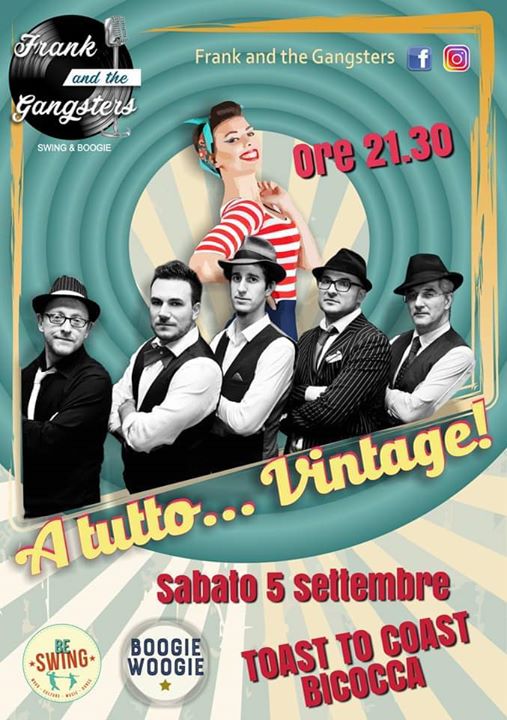 Frank
and the
Gangsters
SWING & BOOGIE
Frank and the Gangsters
ore 21.30
A tutto... Vintage!
sabato 5 settembre
TOAST TO COAST
BICOCCA
BE
SWING
BOOGIE
WOOGIE